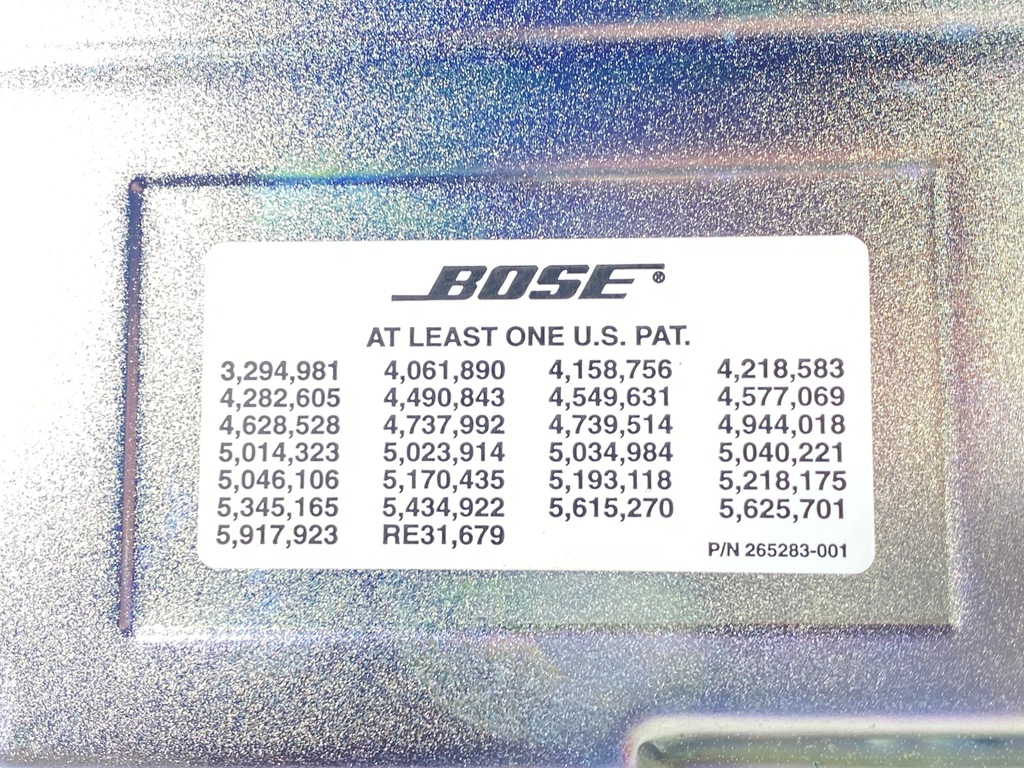 BOSE®
AT LEAST ONE U.S. PAT.
3,294,981 4,061,890 4,158,756 4,218,583
4,282,605 4,490,843 4,549,631 4,577,069
4,628,528 4,737,992 4,739,514 4,944,018
5,014,323 5,023,914 5,034,984 5,040,221
5,046,106 5,170,435 5,193,118 5,218,175
5,345,165 5,434,922 5,615,270 5,625,701
5,917,923 RE31,679
P/N 265283-001